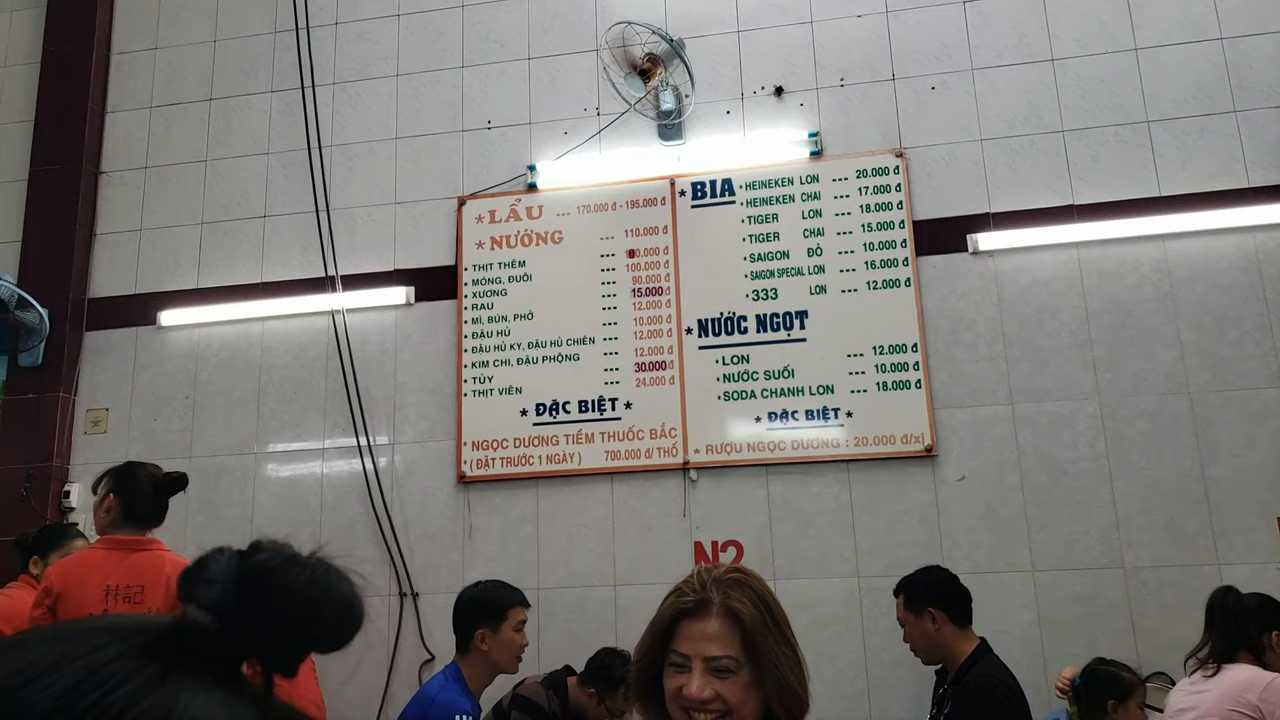 *LẨU --- 170.000 đ - 195.000 đ
*NƯỚNG --- 110.000 đ
• THỊT THÊM --- 100.000 đ
• MÓNG, ĐUÔI --- 100.000 đ
• XƯƠNG --- 90.000 đ
• RAU --- 15.000 đ
• MÌ, BÚN, PHỞ --- 12.000 đ
• ĐẬU HỦ --- 10.000 đ
• ĐẬU HỦ KY, ĐẬU HỦ CHIÊN --- 12.000 đ
• KIM CHI, ĐẬU PHỘNG --- 12.000 đ
• TỦY --- 30.000 đ
• THỊT VIÊN --- 24.000 đ
* ĐẶC BIỆT *
* NGỌC DƯƠNG TIỀM THUỐC BẮC
( ĐẶT TRƯỚC 1 NGÀY ) 700.000 đ/ THỐ
* BIA • HEINEKEN LON --- 20.000 đ
• HEINEKEN CHAI --- 17.000 đ
• TIGER LON --- 18.000 đ
• TIGER CHAI --- 15.000 đ
• SAIGON ĐỎ --- 10.000 đ
• SAIGON SPECIAL LON --- 16.000 đ
• 333 LON --- 12.000 đ
* NƯỚC NGỌT
• LON --- 12.000 đ
• NƯỚC SUỐI --- 10.000 đ
• SODA CHANH LON --- 18.000 đ
* ĐẶC BIỆT *
* RƯỢU NGỌC DƯƠNG : 20.000 đ/x
N2
林記